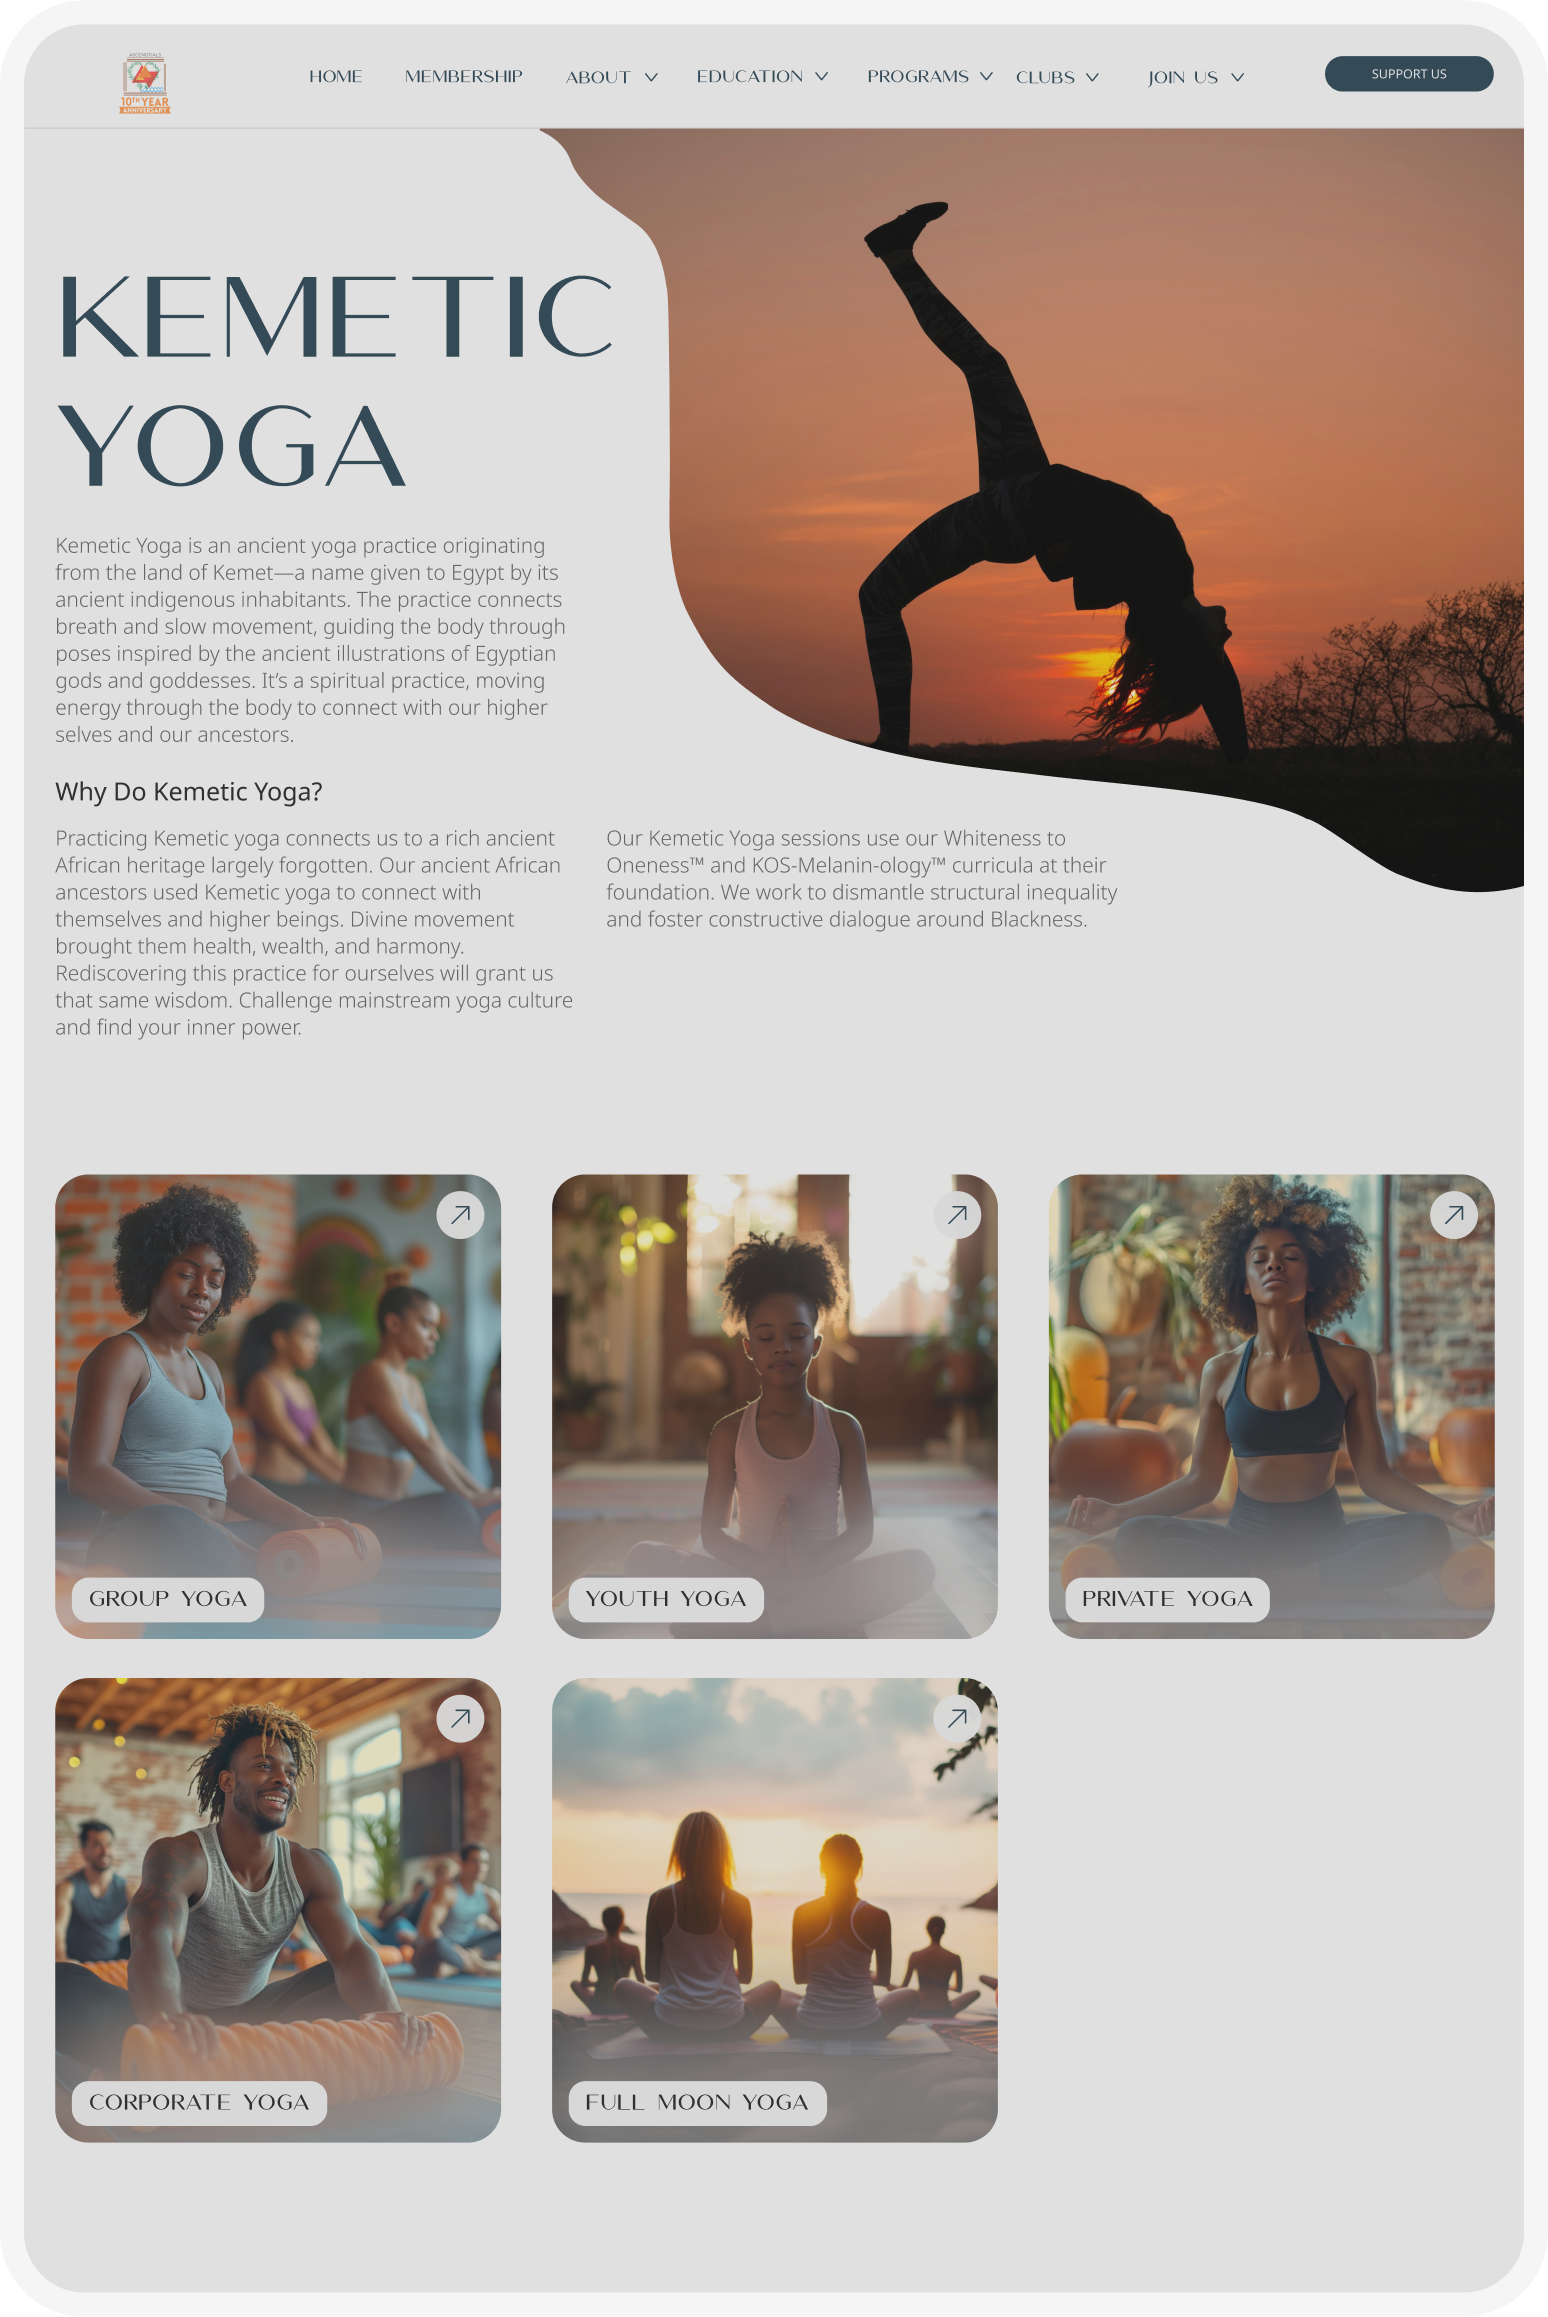 ASCENDTIALS
10TH YEAR
ANNIVERSARY
HOME
MEMBERSHIP
ABOUT
EDUCATION
PROGRAMS
CLUBS
JOIN US
SUPPORT US
KEMETIC
YOGA
Kemetic Yoga is an ancient yoga practice originating
from the land of Kemet—a name given to Egypt by its
ancient indigenous inhabitants. The practice connects
breath and slow movement, guiding the body through
poses inspired by the ancient illustrations of Egyptian
gods and goddesses. It’s a spiritual practice, moving
energy through the body to connect with our higher
selves and our ancestors.
Why Do Kemetic Yoga?
Practicing Kemetic yoga connects us to a rich ancient
African heritage largely forgotten. Our ancient African
ancestors used Kemetic yoga to connect with
themselves and higher beings. Divine movement
brought them health, wealth, and harmony.
Rediscovering this practice for ourselves will grant us
that same wisdom. Challenge mainstream yoga culture
and find your inner power.
Our Kemetic Yoga sessions use our Whiteness to
Oneness™ and KOS-Melanin-ology™ curricula at their
foundation. We work to dismantle structural inequality
and foster constructive dialogue around Blackness.
GROUP YOGA
YOUTH YOGA
PRIVATE YOGA
CORPORATE YOGA
FULL MOON YOGA